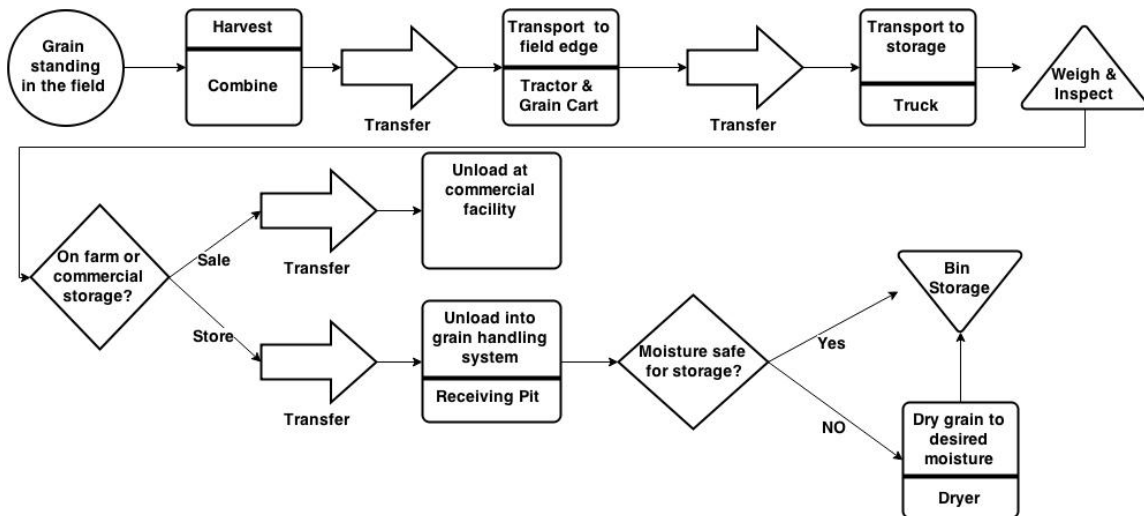 Grain
standing
in the field
Harvest
Combine
Transfer
Transport to
field edge
Tractor &
Grain Cart
Transfer
Transport to
storage
Truck
Weigh &
Inspect
On farm or
commercial
storage?
Sale
Transfer
Unload at
commercial
facility
Store
Transfer
Unload into
grain handling
system
Receiving Pit
Moisture safe
for storage?
Yes
Bin
Storage
NO
Dry grain to
desired
moisture
Dryer